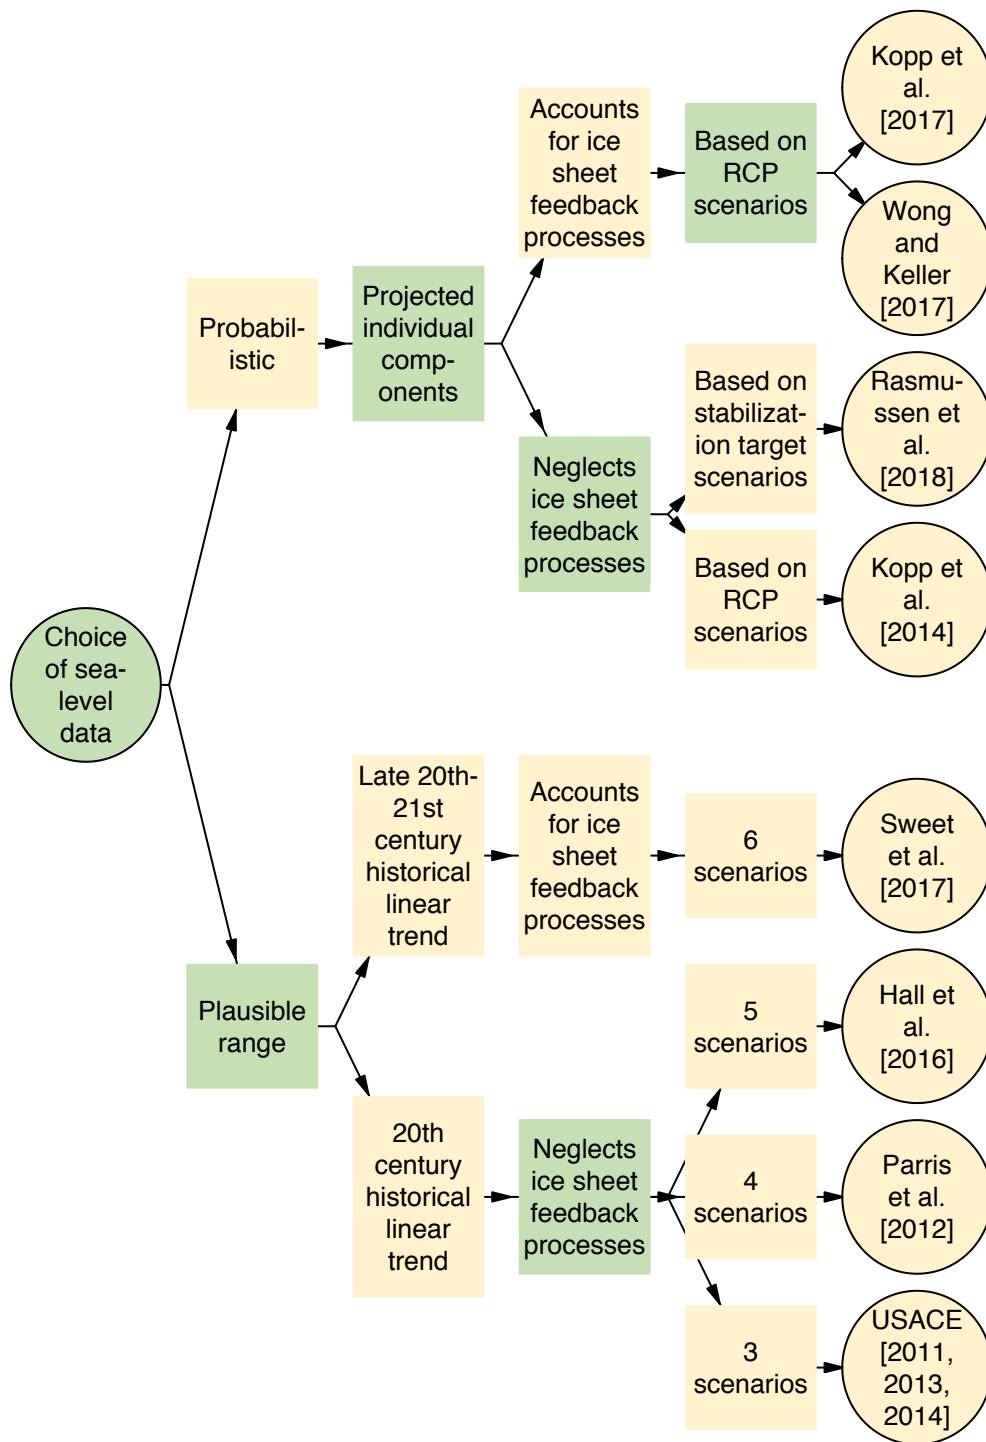 Choice
of sea-
level
data
Probabil-
istic
Projected
individual
comp-
onents
Accounts
for ice
sheet
feedback
processes
Based on
RCP
scenarios
Kopp et
al.
[2017]
Wong
and
Keller
[2017]
Neglects
ice sheet
feedback
processes
Based on
stabilizat-
ion target
scenarios
Rasmu-
ssen et
al.
[2018]
Based on
RCP
scenarios
Kopp et
al.
[2014]
Plausible
range
Late 20th-
21st
century
historical
linear
trend
Accounts
for ice
sheet
feedback
processes
6
scenarios
Sweet
et al.
[2017]
20th
century
historical
linear
trend
Neglects
ice sheet
feedback
processes
5
scenarios
Hall et
al.
[2016]
4
scenarios
Parris
et al.
[2012]
3
scenarios
USACE
[2011,
2013,
2014]